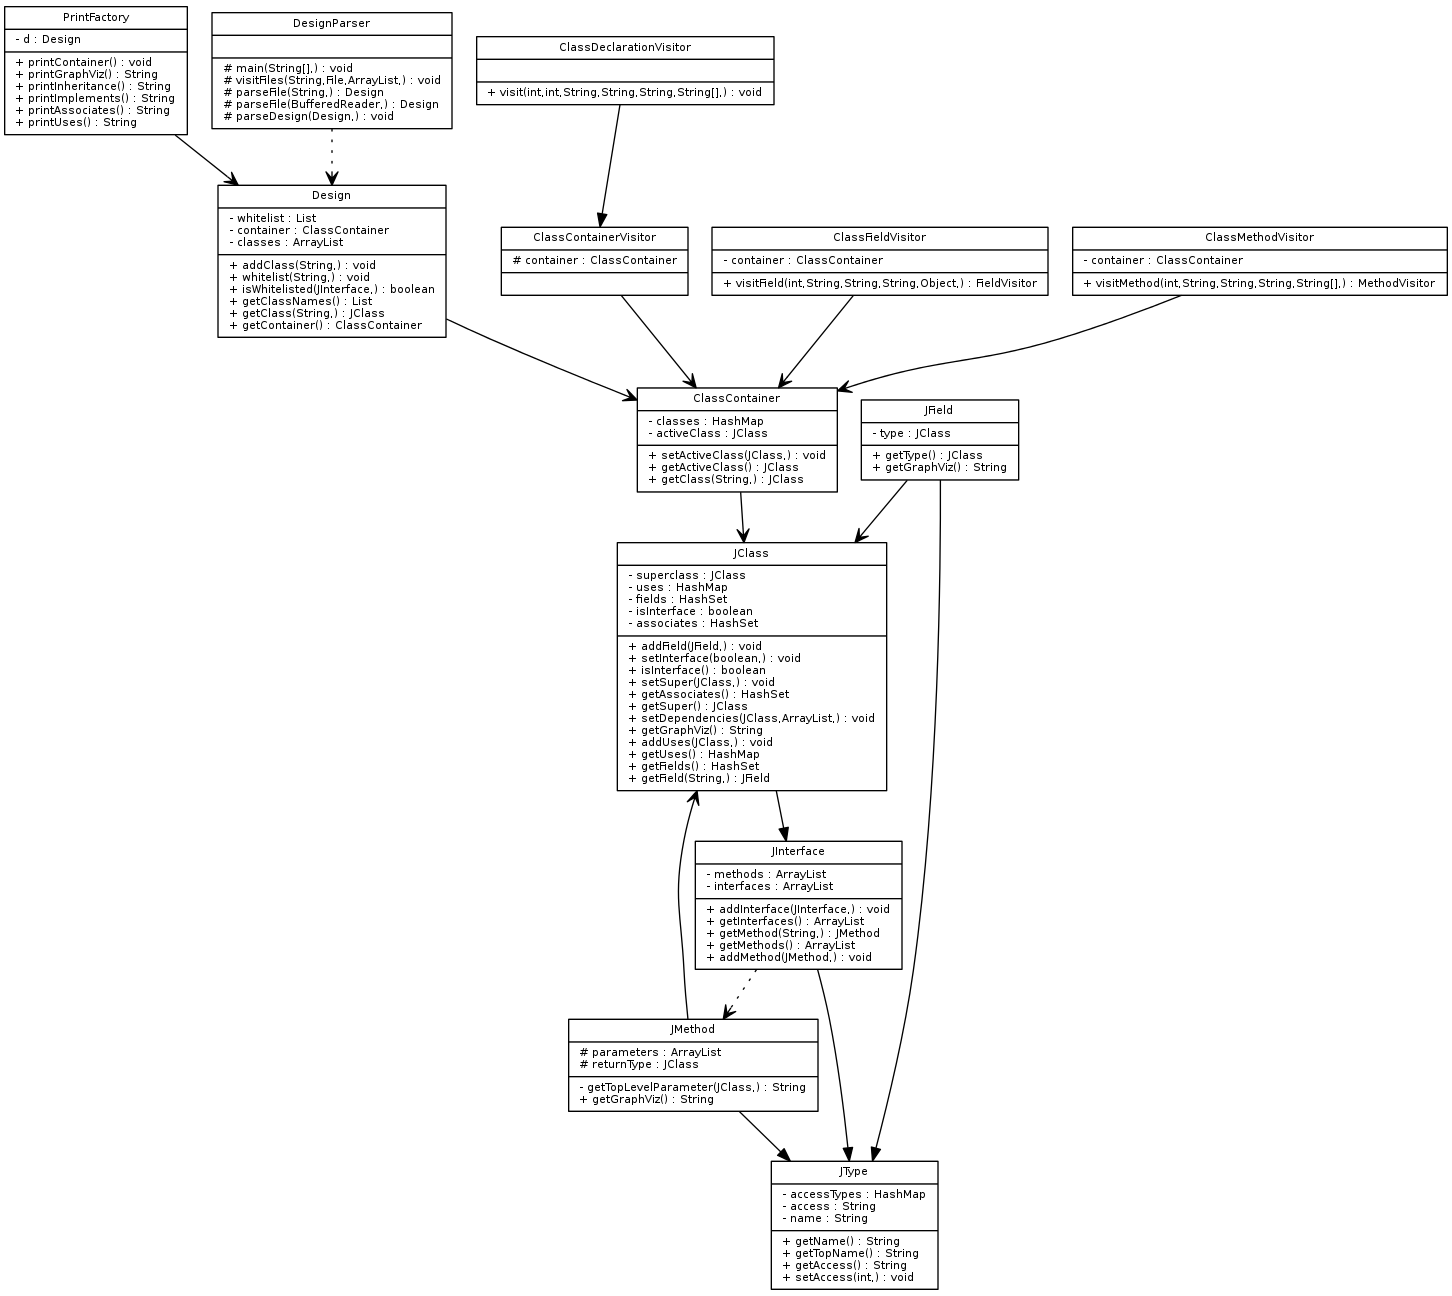 PrintFactory
- d : Design
+ printContainer() : void
+ printGraphViz() : String
+ printInheritance() : String
+ printImplements() : String
+ printAssociates() : String
+ printUses() : String
DesignParser
# main(String[],) : void
# visitFiles(String,File,ArrayList,) : void
# parseFile(String,) : Design
# parseFile(BufferedReader,) : Design
# parseDesign(Design,) : void
ClassDeclarationVisitor
+ visit(int,int,String,String,String,String[],) : void
Design
- whitelist : List
- container : ClassContainer
- classes : ArrayList
+ addClass(String,) : void
+ whitelist(String,) : void
+ isWhitelisted(JInterface,) : boolean
+ getClassNames() : List
+ getClass(String,) : JClass
+ getContainer() : ClassContainer
ClassContainerVisitor
# container : ClassContainer
ClassFieldVisitor
- container : ClassContainer
+ visitField(int,String,String,String,Object,) : FieldVisitor
ClassMethodVisitor
- container : ClassContainer
+ visitMethod(int,String,String,String,String[],) : MethodVisitor
ClassContainer
- classes : HashMap
- activeClass : JClass
+ setActiveClass(JClass,) : void
+ getActiveClass() : JClass
+ getClass(String,) : JClass
JField
- type : JClass
+ getType() : JClass
+ getGraphViz() : String
JClass
- superclass : JClass
- uses : HashMap
- fields : HashSet
- isInterface : boolean
- associates : HashSet
+ addField(JField,) : void
+ setInterface(boolean,) : void
+ isInterface() : boolean
+ setSuper(JClass,) : void
+ getAssociates() : HashSet
+ getSuper() : JClass
+ setDependencies(JClass,ArrayList,) : void
+ getGraphViz() : String
+ addUses(JClass,) : void
+ getUses() : HashMap
+ getFields() : HashSet
+ getField(String,) : JField
JInterface
- methods : ArrayList
- interfaces : ArrayList
+ addInterface(JInterface,) : void
+ getInterfaces() : ArrayList
+ getMethod(String,) : JMethod
+ getMethods() : ArrayList
+ addMethod(JMethod,) : void
JMethod
# parameters : ArrayList
# returnType : JClass
- getTopLevelParameter(JClass,) : String
+ getGraphViz() : String
JType
- accessTypes : HashMap
- access : String
- name : String
+ getName() : String
+ getTopName() : String
+ getAccess() : String
+ setAccess(int,) : void